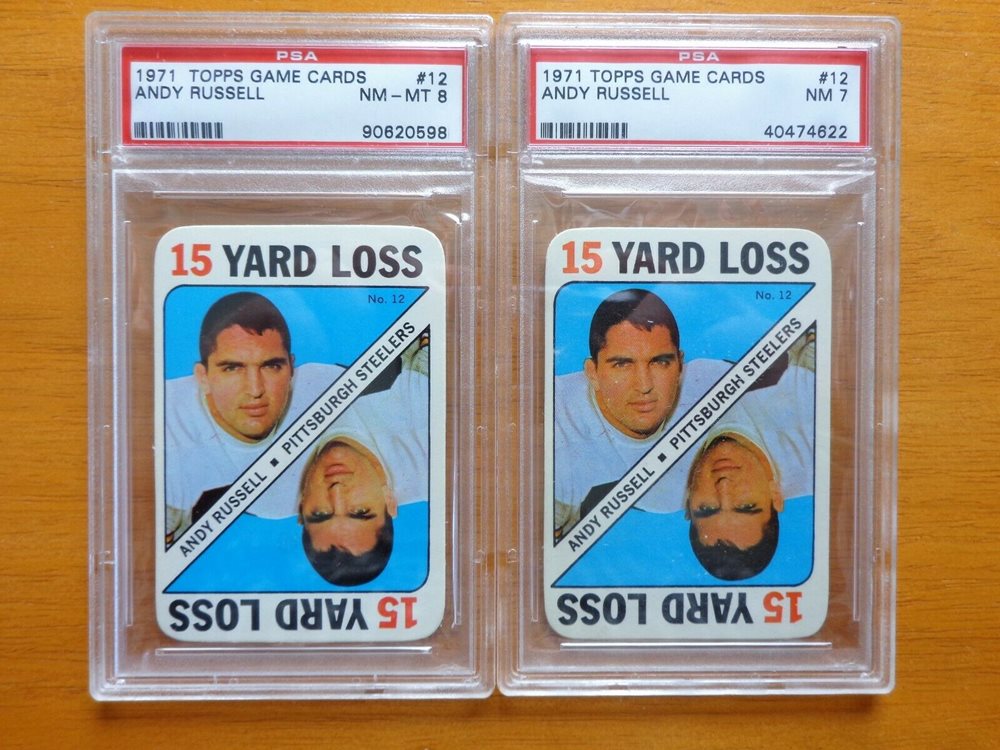 PSA
1971 TOPPS GAME CARDS #12
ANDY RUSSELL NM-MT 8
90620598
15 YARD LOSS
No. 12
ANDY RUSSELL ■ PITTSBURGH STEELERS
15 YARD LOSS
PSA
1971 TOPPS GAME CARDS #12
ANDY RUSSELL NM 7
40474622
15 YARD LOSS
No. 12
ANDY RUSSELL ■ PITTSBURGH STEELERS
15 YARD LOSS